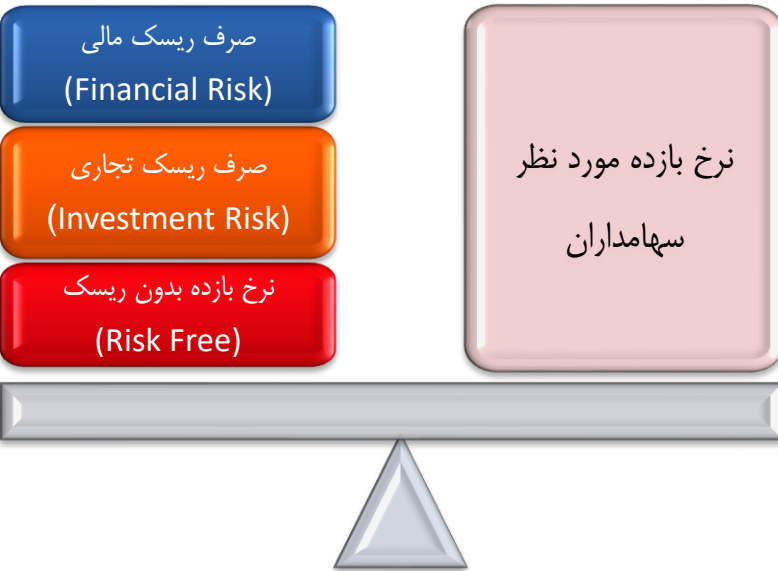 صرف ریسک مالی
(Financial Risk)
صرف ریسک تجاری
(Investment Risk)
نرخ بازده بدون ریسک
(Risk Free)
نرخ بازده مورد نظر
سهامداران